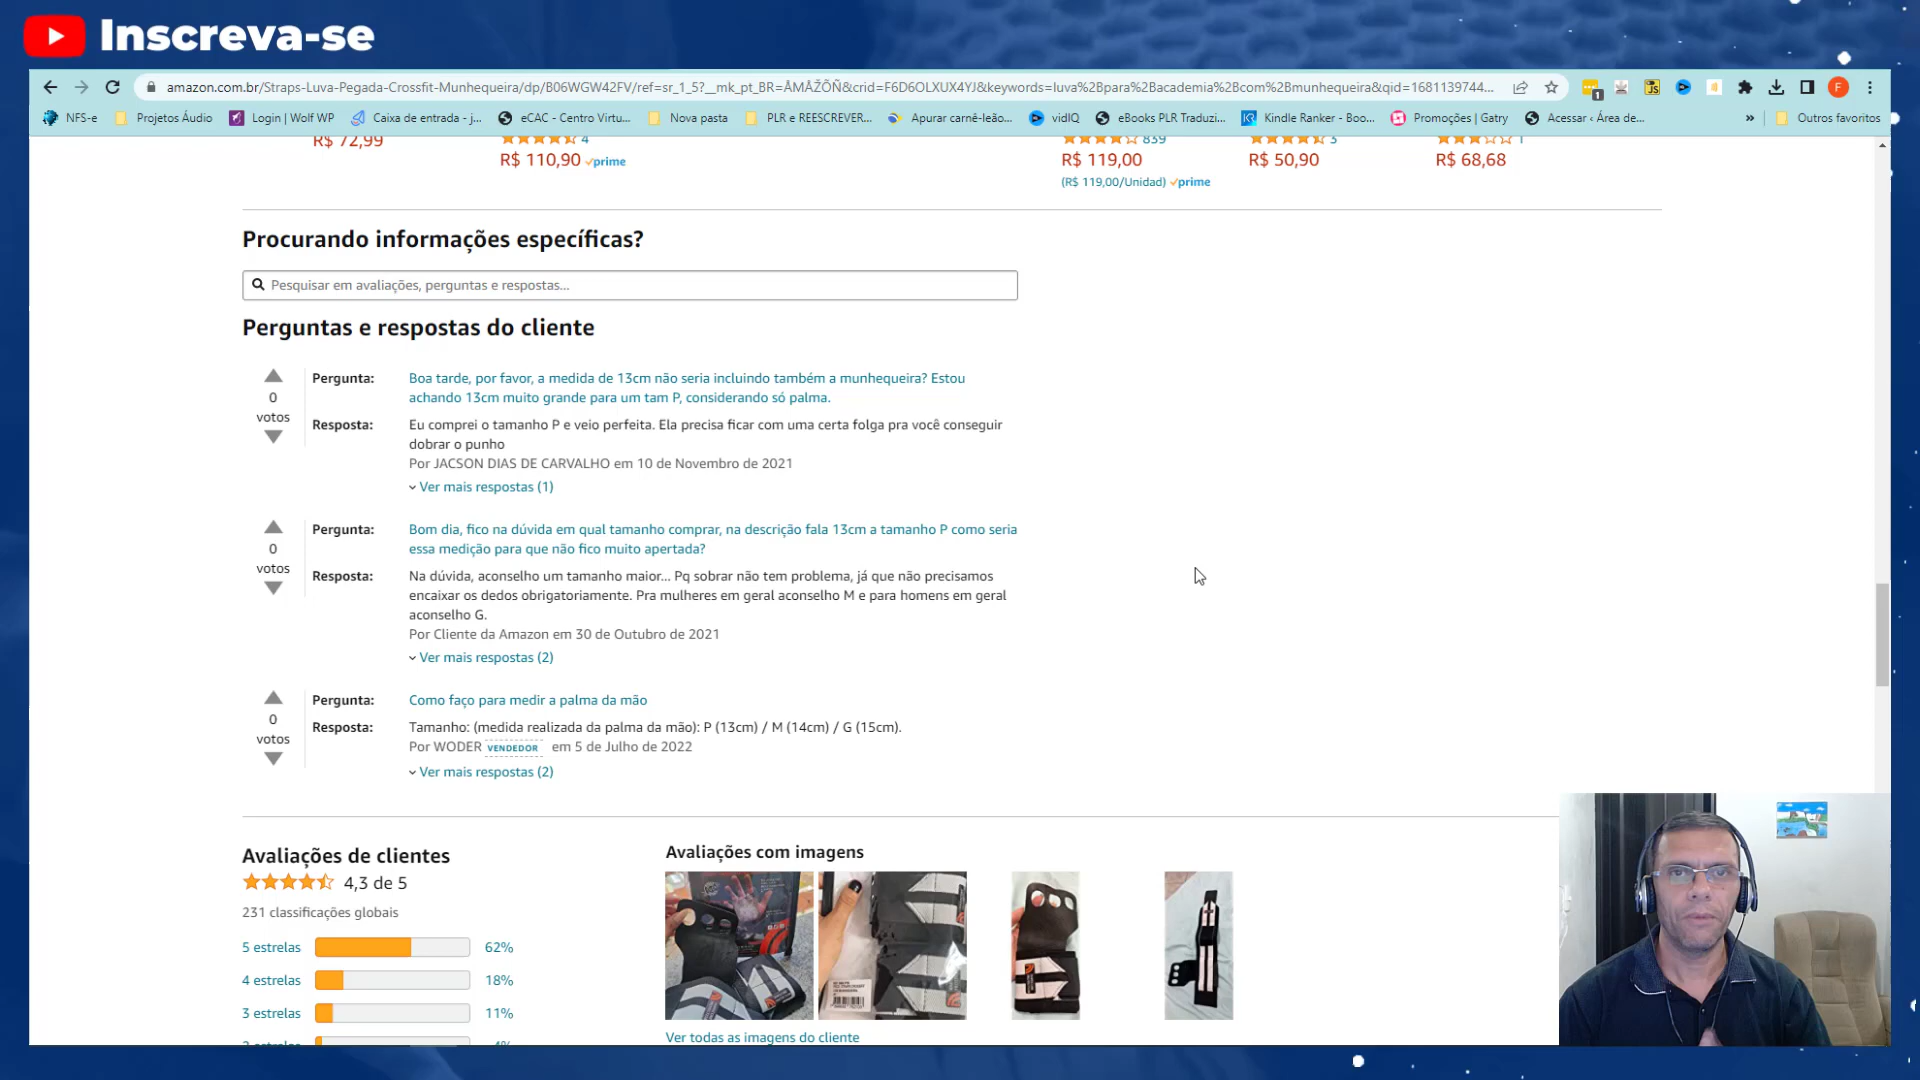 Inscreva-se
amazon.com.br/Straps-Luva-Pegada-Crossfit-Munhequeira/dp/B06WGW42FV/ref=sr_1_5?__mk_pt_BR=ÅMÅŽÕÑ&crid=F6D6OLXUX4YJ&keywords=luva%2Bpara%2Bacademia%2Bcom%2Bmunhequeira&qid=1681139744...
NFS-e Projetos Áudio Login | Wolf WP Caixa de entrada - j... eCAC - Centro Virtu... Nova pasta PLR e REESCREVER... Apurar carnê-leão... vidIQ eBooks PLR Traduzi... Kindle Ranker - Boo... Promoções | Gatry Acessar ‹ Área de... » Outros favoritos
R$ 72,99 4 839 3 1
R$ 110,90 prime R$ 119,00 R$ 50,90 R$ 68,68
(R$ 119,00/Unidad) prime
Procurando informações específicas?
Pesquisar em avaliações, perguntas e respostas...
Perguntas e respostas do cliente
0
votos
Pergunta: Boa tarde, por favor, a medida de 13cm não seria incluindo também a munhequeira? Estou
achando 13cm muito grande para um tam P, considerando só palma.
Resposta: Eu comprei o tamanho P e veio perfeita. Ela precisa ficar com uma certa folga pra você conseguir
dobrar o punho
Por JACSON DIAS DE CARVALHO em 10 de Novembro de 2021
Ver mais respostas (1)
0
votos
Pergunta: Bom dia, fico na dúvida em qual tamanho comprar, na descrição fala 13cm a tamanho P como seria
essa medição para que não fico muito apertada?
Resposta: Na dúvida, aconselho um tamanho maior... Pq sobrar não tem problema, já que não precisamos
encaixar os dedos obrigatoriamente. Pra mulheres em geral aconselho M e para homens em geral
aconselho G.
Por Cliente da Amazon em 30 de Outubro de 2021
Ver mais respostas (2)
0
votos
Pergunta: Como faço para medir a palma da mão
Resposta: Tamanho: (medida realizada da palma da mão): P (13cm) / M (14cm) / G (15cm).
Por WODER VENDEDOR em 5 de Julho de 2022
Ver mais respostas (2)
Avaliações de clientes
4,3 de 5
231 classificações globais
5 estrelas 62%
4 estrelas 18%
3 estrelas 11%
Avaliações com imagens
Ver todas as imagens do cliente